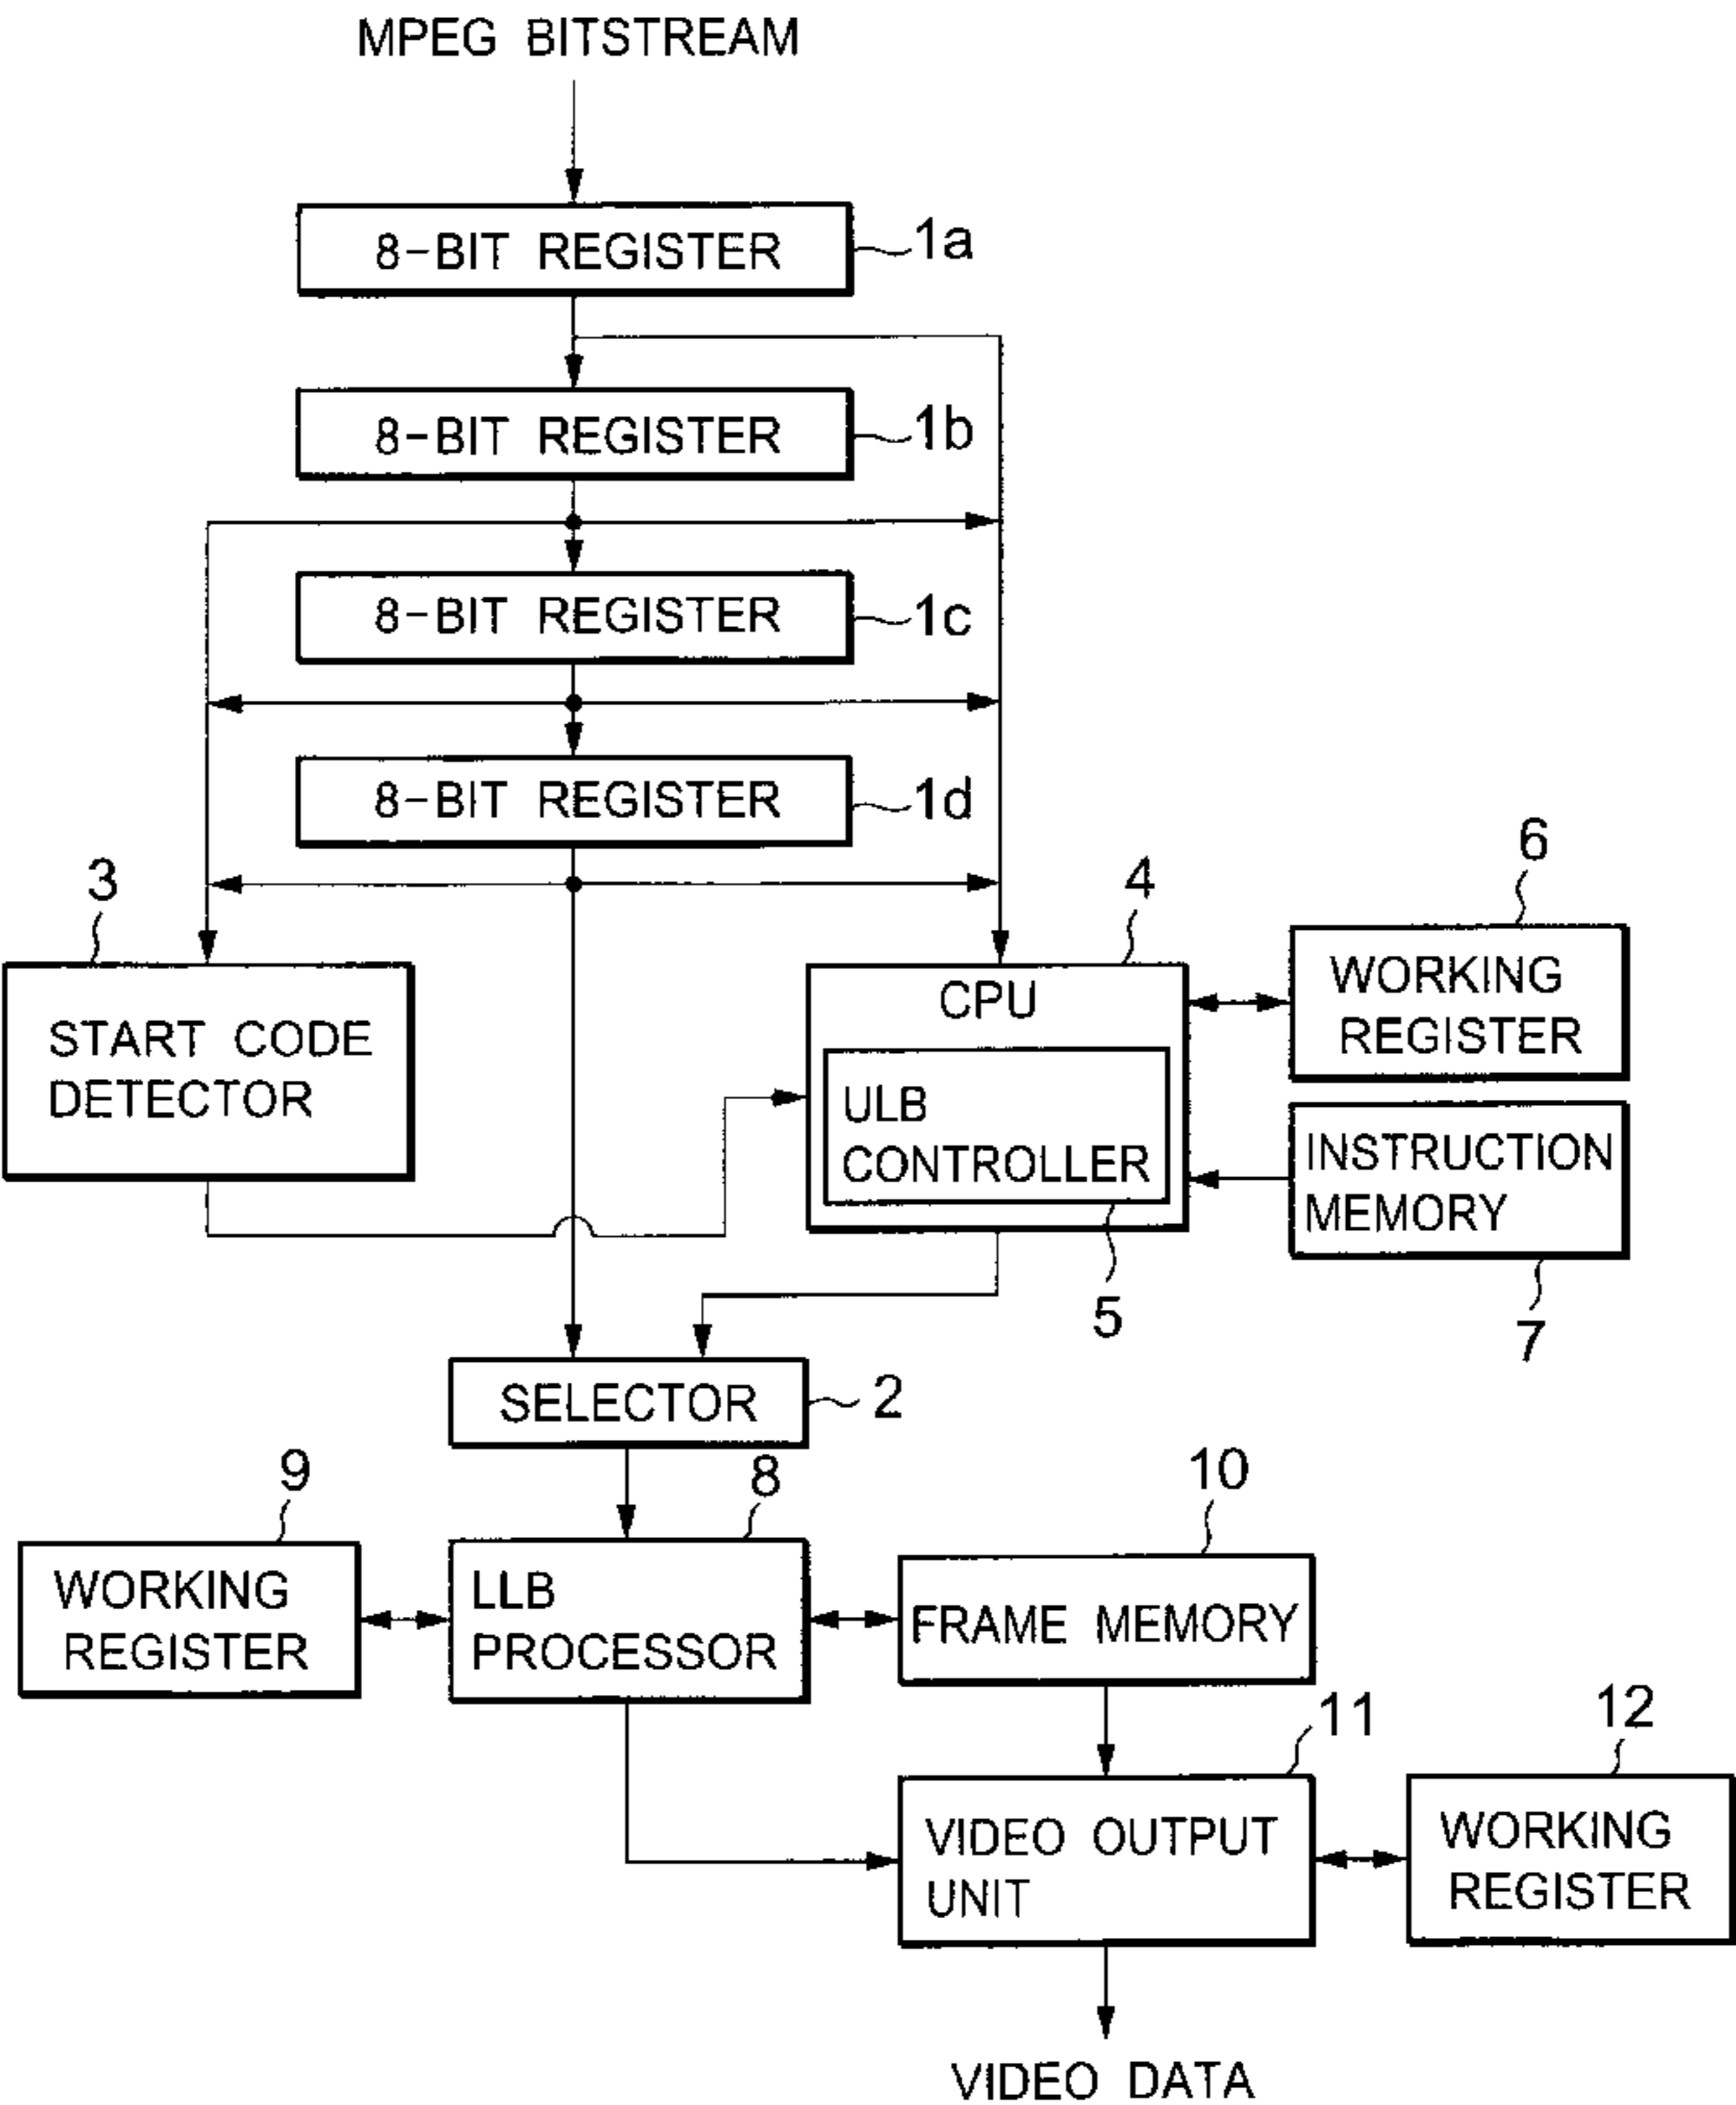 MPEG BITSTREAM
8-BIT REGISTER
1a
8-BIT REGISTER
1b
8-BIT REGISTER
1c
8-BIT REGISTER
1d
3
START CODE
DETECTOR
4
CPU
ULB
CONTROLLER
5
6
WORKING
REGISTER
INSTRUCTION
MEMORY
7
SELECTOR
2
9
WORKING
REGISTER
8
LLB
PROCESSOR
10
FRAME MEMORY
11
VIDEO OUTPUT
UNIT
12
WORKING
REGISTER
VIDEO DATA